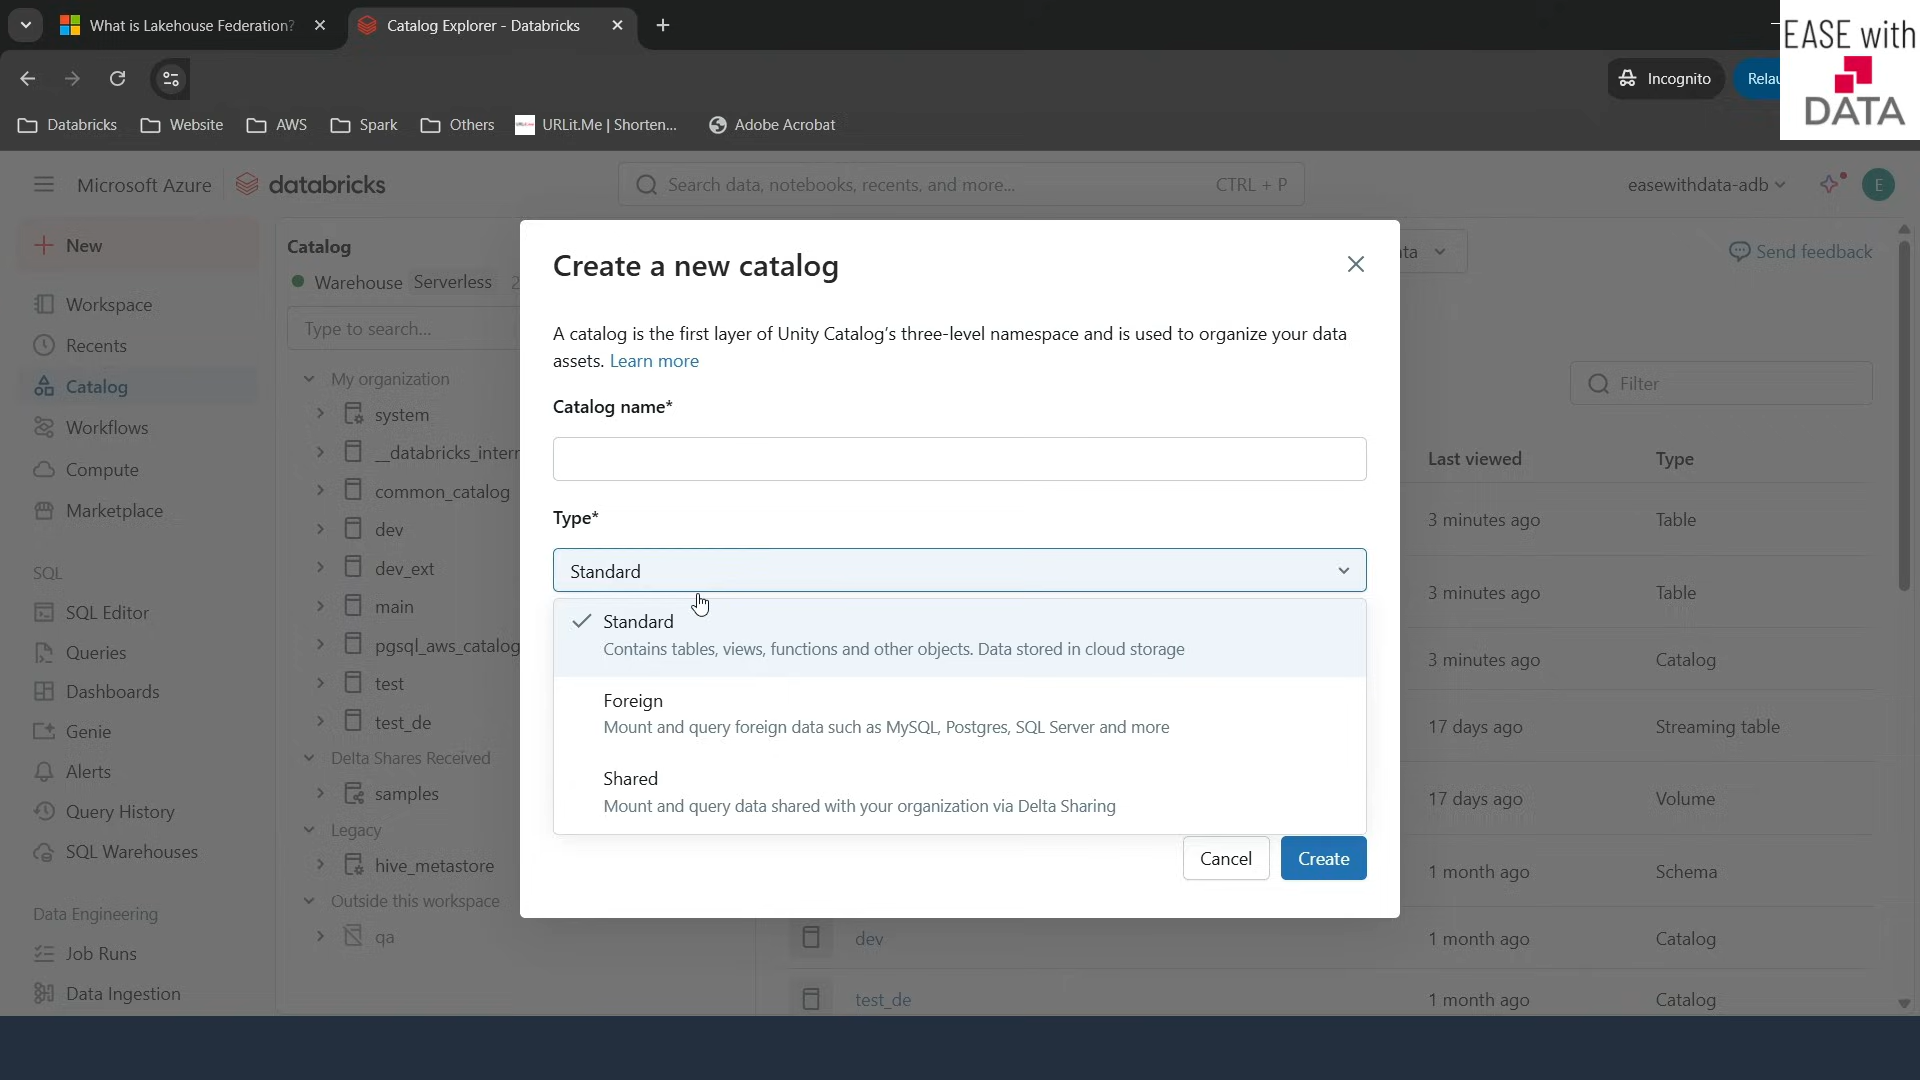 What is Lakehouse Federation?
Catalog Explorer - Databricks
EASE with
DATA
Incognito
Relau
Databricks
Website
AWS
Spark
Others
URLit.Me | Shorten...
Adobe Acrobat
Microsoft Azure
databricks
Search data, notebooks, recents, and more...
CTRL + P
easewithdata-adb
E
New
Workspace
Recents
Catalog
Workflows
Compute
Marketplace
SQL
SQL Editor
Queries
Dashboards
Genie
Alerts
Query History
SQL Warehouses
Data Engineering
Job Runs
Data Ingestion
Catalog
Warehouse Serverless 2
Type to search...
My organization
system
__databricks_intern
common_catalog
dev
dev_ext
main
pgsql_aws_catalog
test
test_de
Delta Shares Received
samples
Legacy
hive_metastore
Outside this workspace
qa
Create a new catalog
A catalog is the first layer of Unity Catalog's three-level namespace and is used to organize your data
assets. Learn more
Catalog name*
Type*
Standard
Standard
Contains tables, views, functions and other objects. Data stored in cloud storage
Foreign
Mount and query foreign data such as MySQL, Postgres, SQL Server and more
Shared
Mount and query data shared with your organization via Delta Sharing
Cancel
Create
ata
Send feedback
Filter
Last viewed
Type
3 minutes ago
Table
3 minutes ago
Table
3 minutes ago
Catalog
17 days ago
Streaming table
17 days ago
Volume
1 month ago
Schema
dev
1 month ago
Catalog
test_de
1 month ago
Catalog